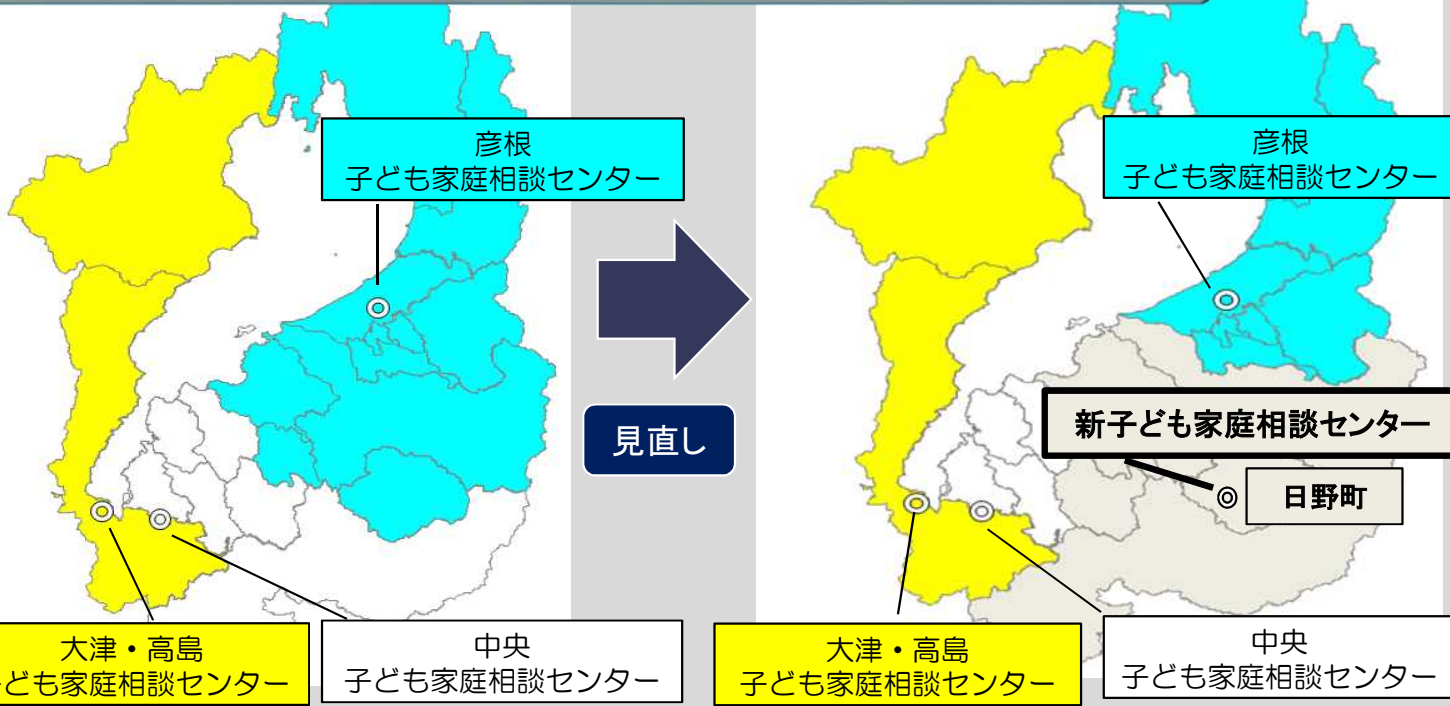 彦根
子ども家庭相談センター
大津・高島
子ども家庭相談センター
中央
子ども家庭相談センター
見直し
彦根
子ども家庭相談センター
新子ども家庭相談センター
日野町
大津・高島
子ども家庭相談センター
中央
子ども家庭相談センター